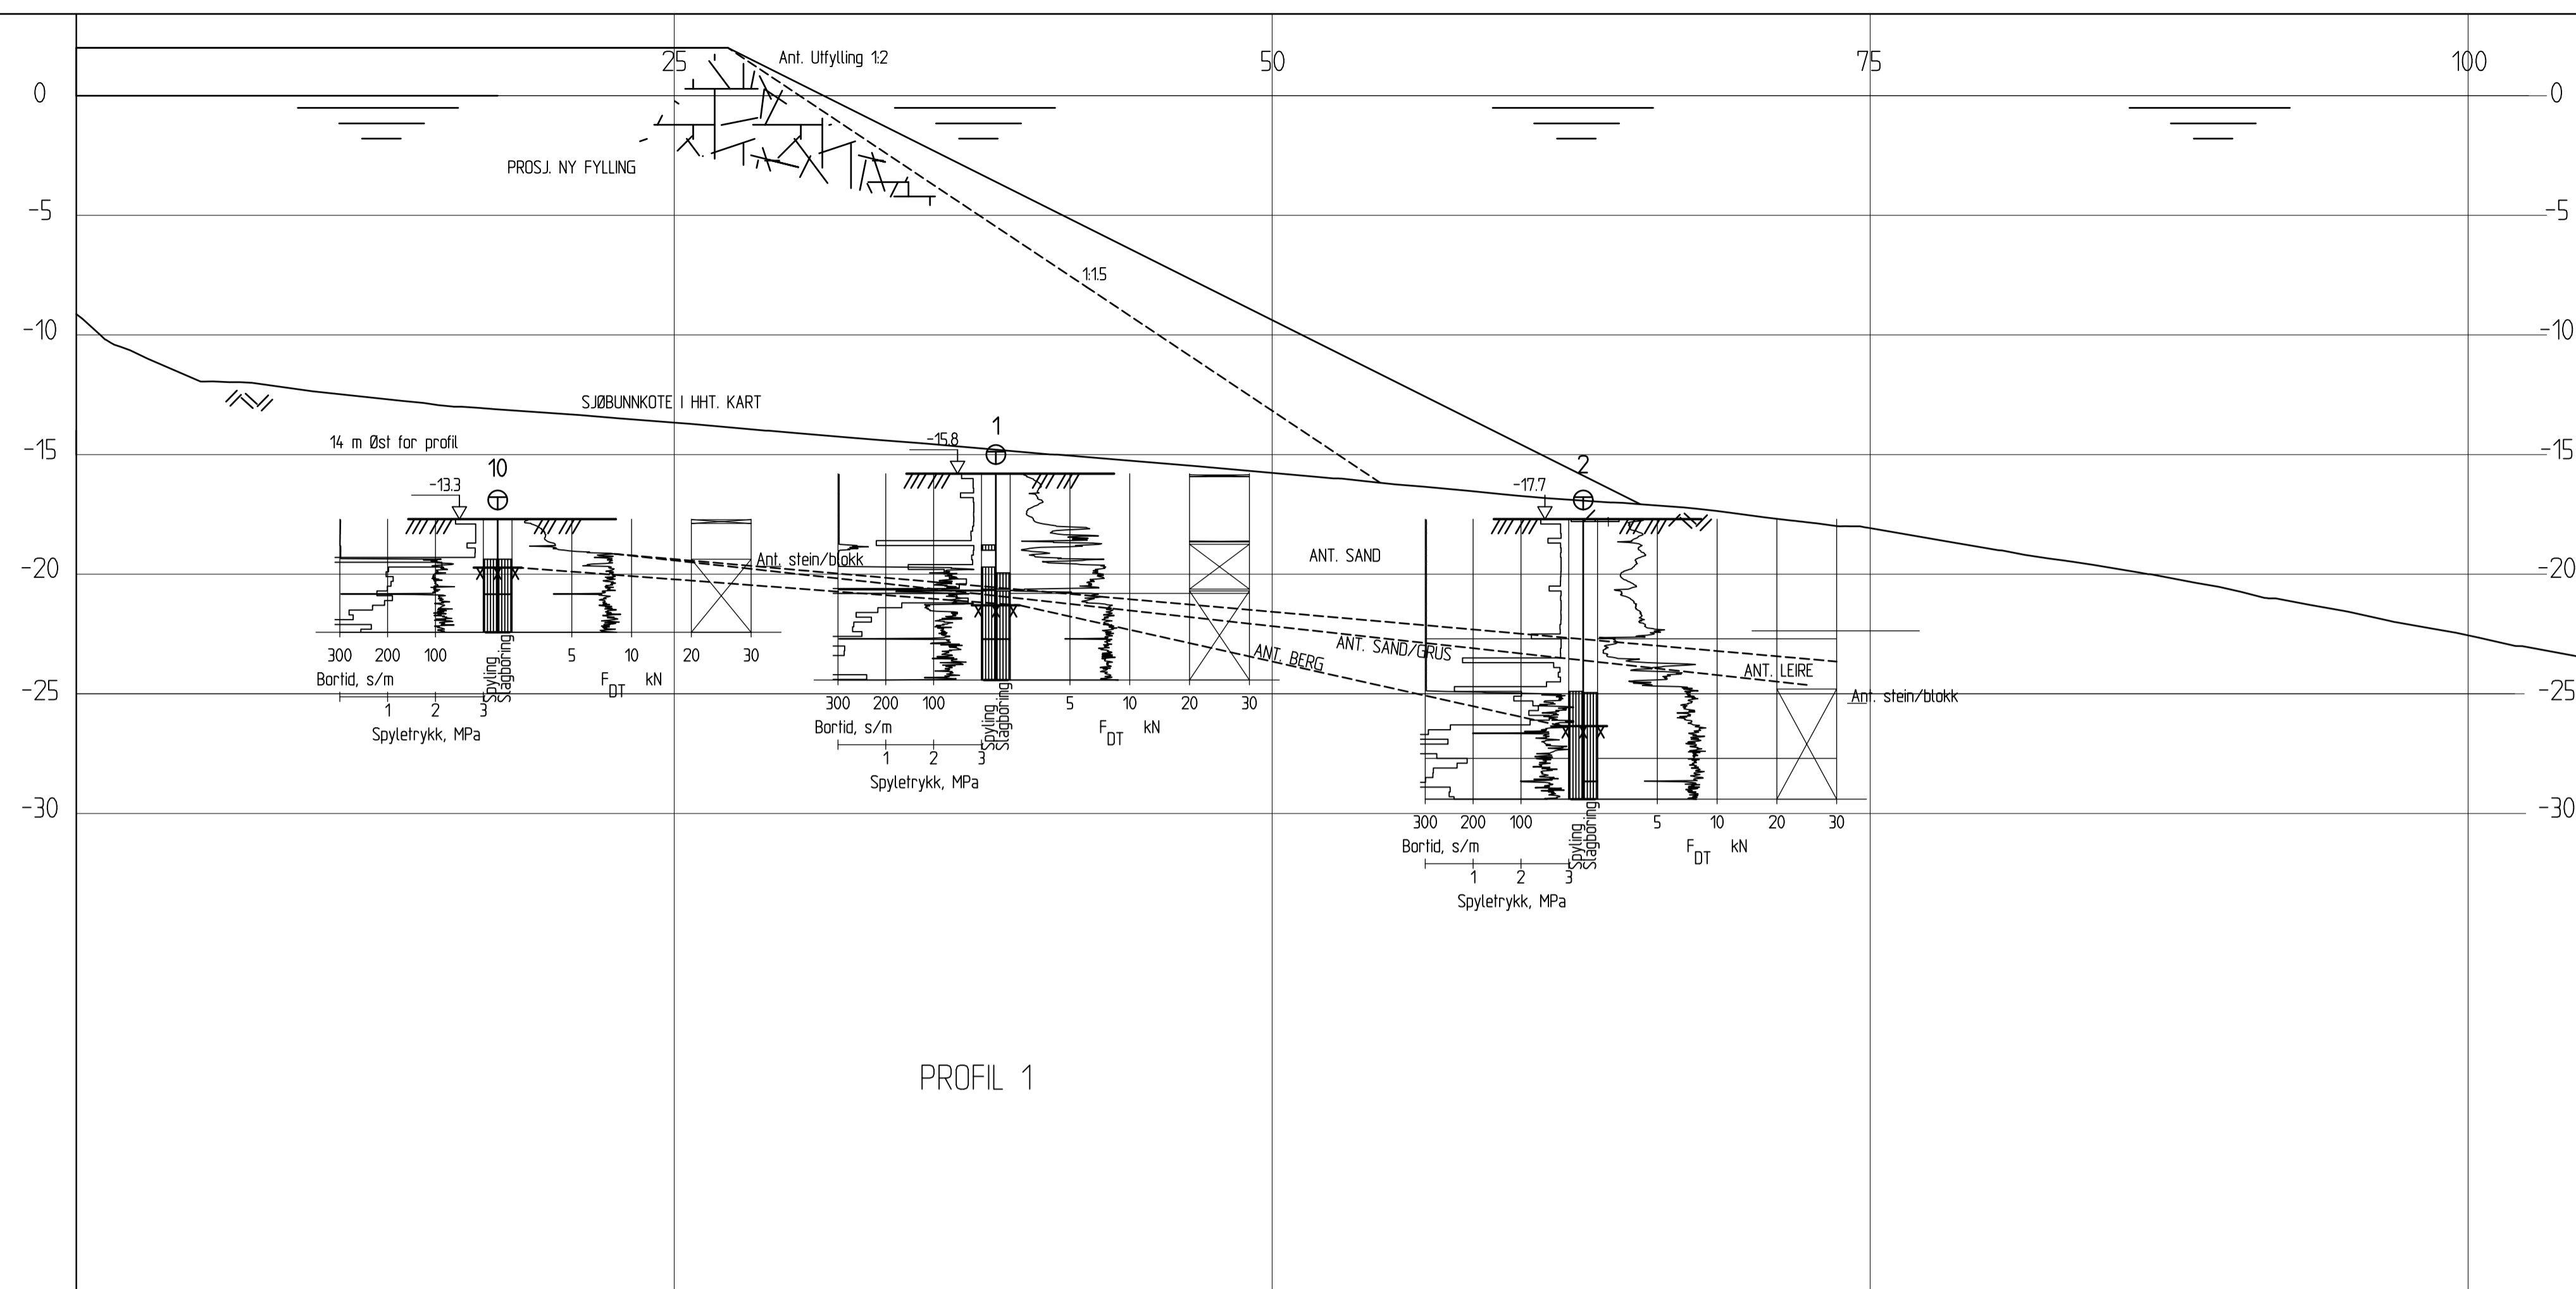 25 50 75 100
Ant. Utfylling 1:2
0 0
PROSJ. NY FYLLING
-5 -5
1:1.5
-10 -10
SJØBUNNKOTE I HHT. KART
14 m Øst for profil
-15 -15
10
-13.3
1
-15.8
2
-17.7
Ant. stein/blokk
ANT. SAND
-20 -20
ANT. BERG
ANT. SAND/GRUS
ANT. LEIRE
Ant. stein/blokk
-25 -25
300 200 100 5 10 20 30
Bortid, s/m
Spyling
Slagboring
F DT kN
1 2 3
Spyletrykk, MPa
300 200 100 5 10 20 30
Bortid, s/m
Spyling
Slagboring
F DT kN
1 2 3
Spyletrykk, MPa
-30 -30
300 200 100 5 10 20 30
Bortid, s/m
Spyling
Slagboring
F DT kN
1 2 3
Spyletrykk, MPa
PROFIL 1